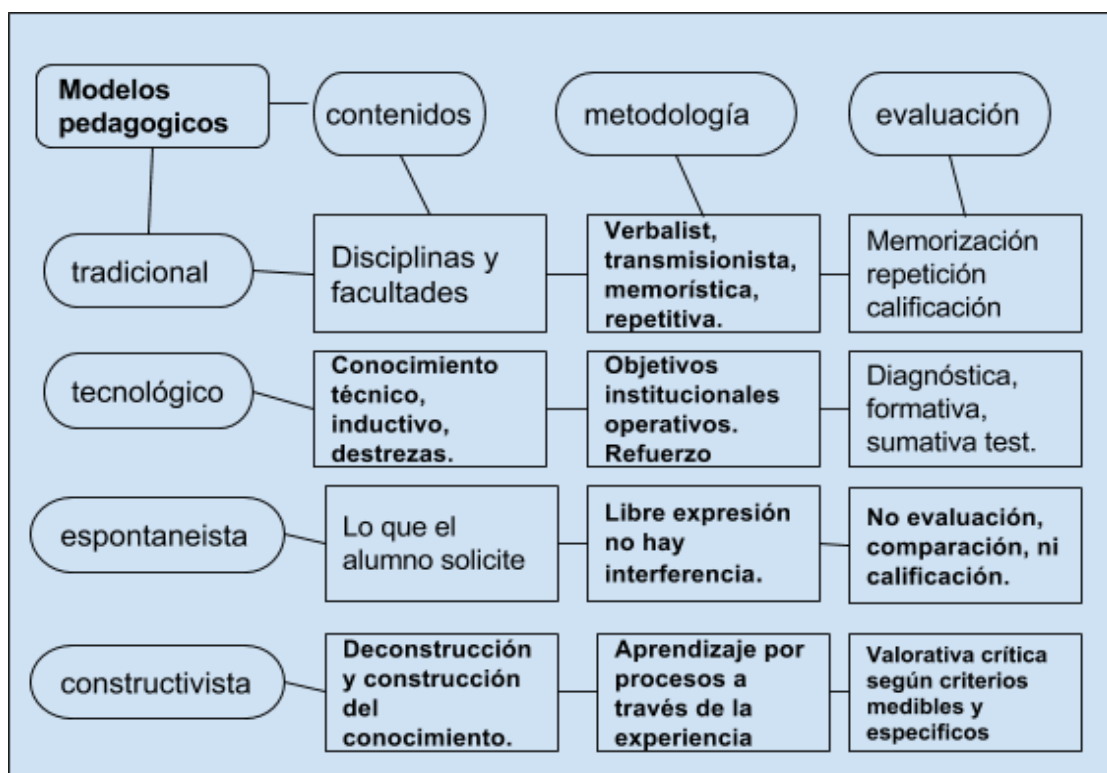 Modelos
pedagogicos
contenidos
metodología
evaluación
tradicional
Disciplinas y
facultades
Verbalist,
transmisionista,
memorística,
repetitiva.
Memorización
repetición
calificación
tecnológico
Conocimiento
técnico,
inductivo,
destrezas.
Objetivos
institucionales
operativos.
Refuerzo
Diagnóstica,
formativa,
sumativa test.
espontaneista
Lo que el
alumno solicite
Libre expresión
no hay
interferencia.
No evaluación,
comparación, ni
calificación.
constructivista
Deconstrucción
y construcción
del
conocimiento.
Aprendizaje por
procesos a
través de la
experiencia
Valorativa crítica
según criterios
medibles y
especificos